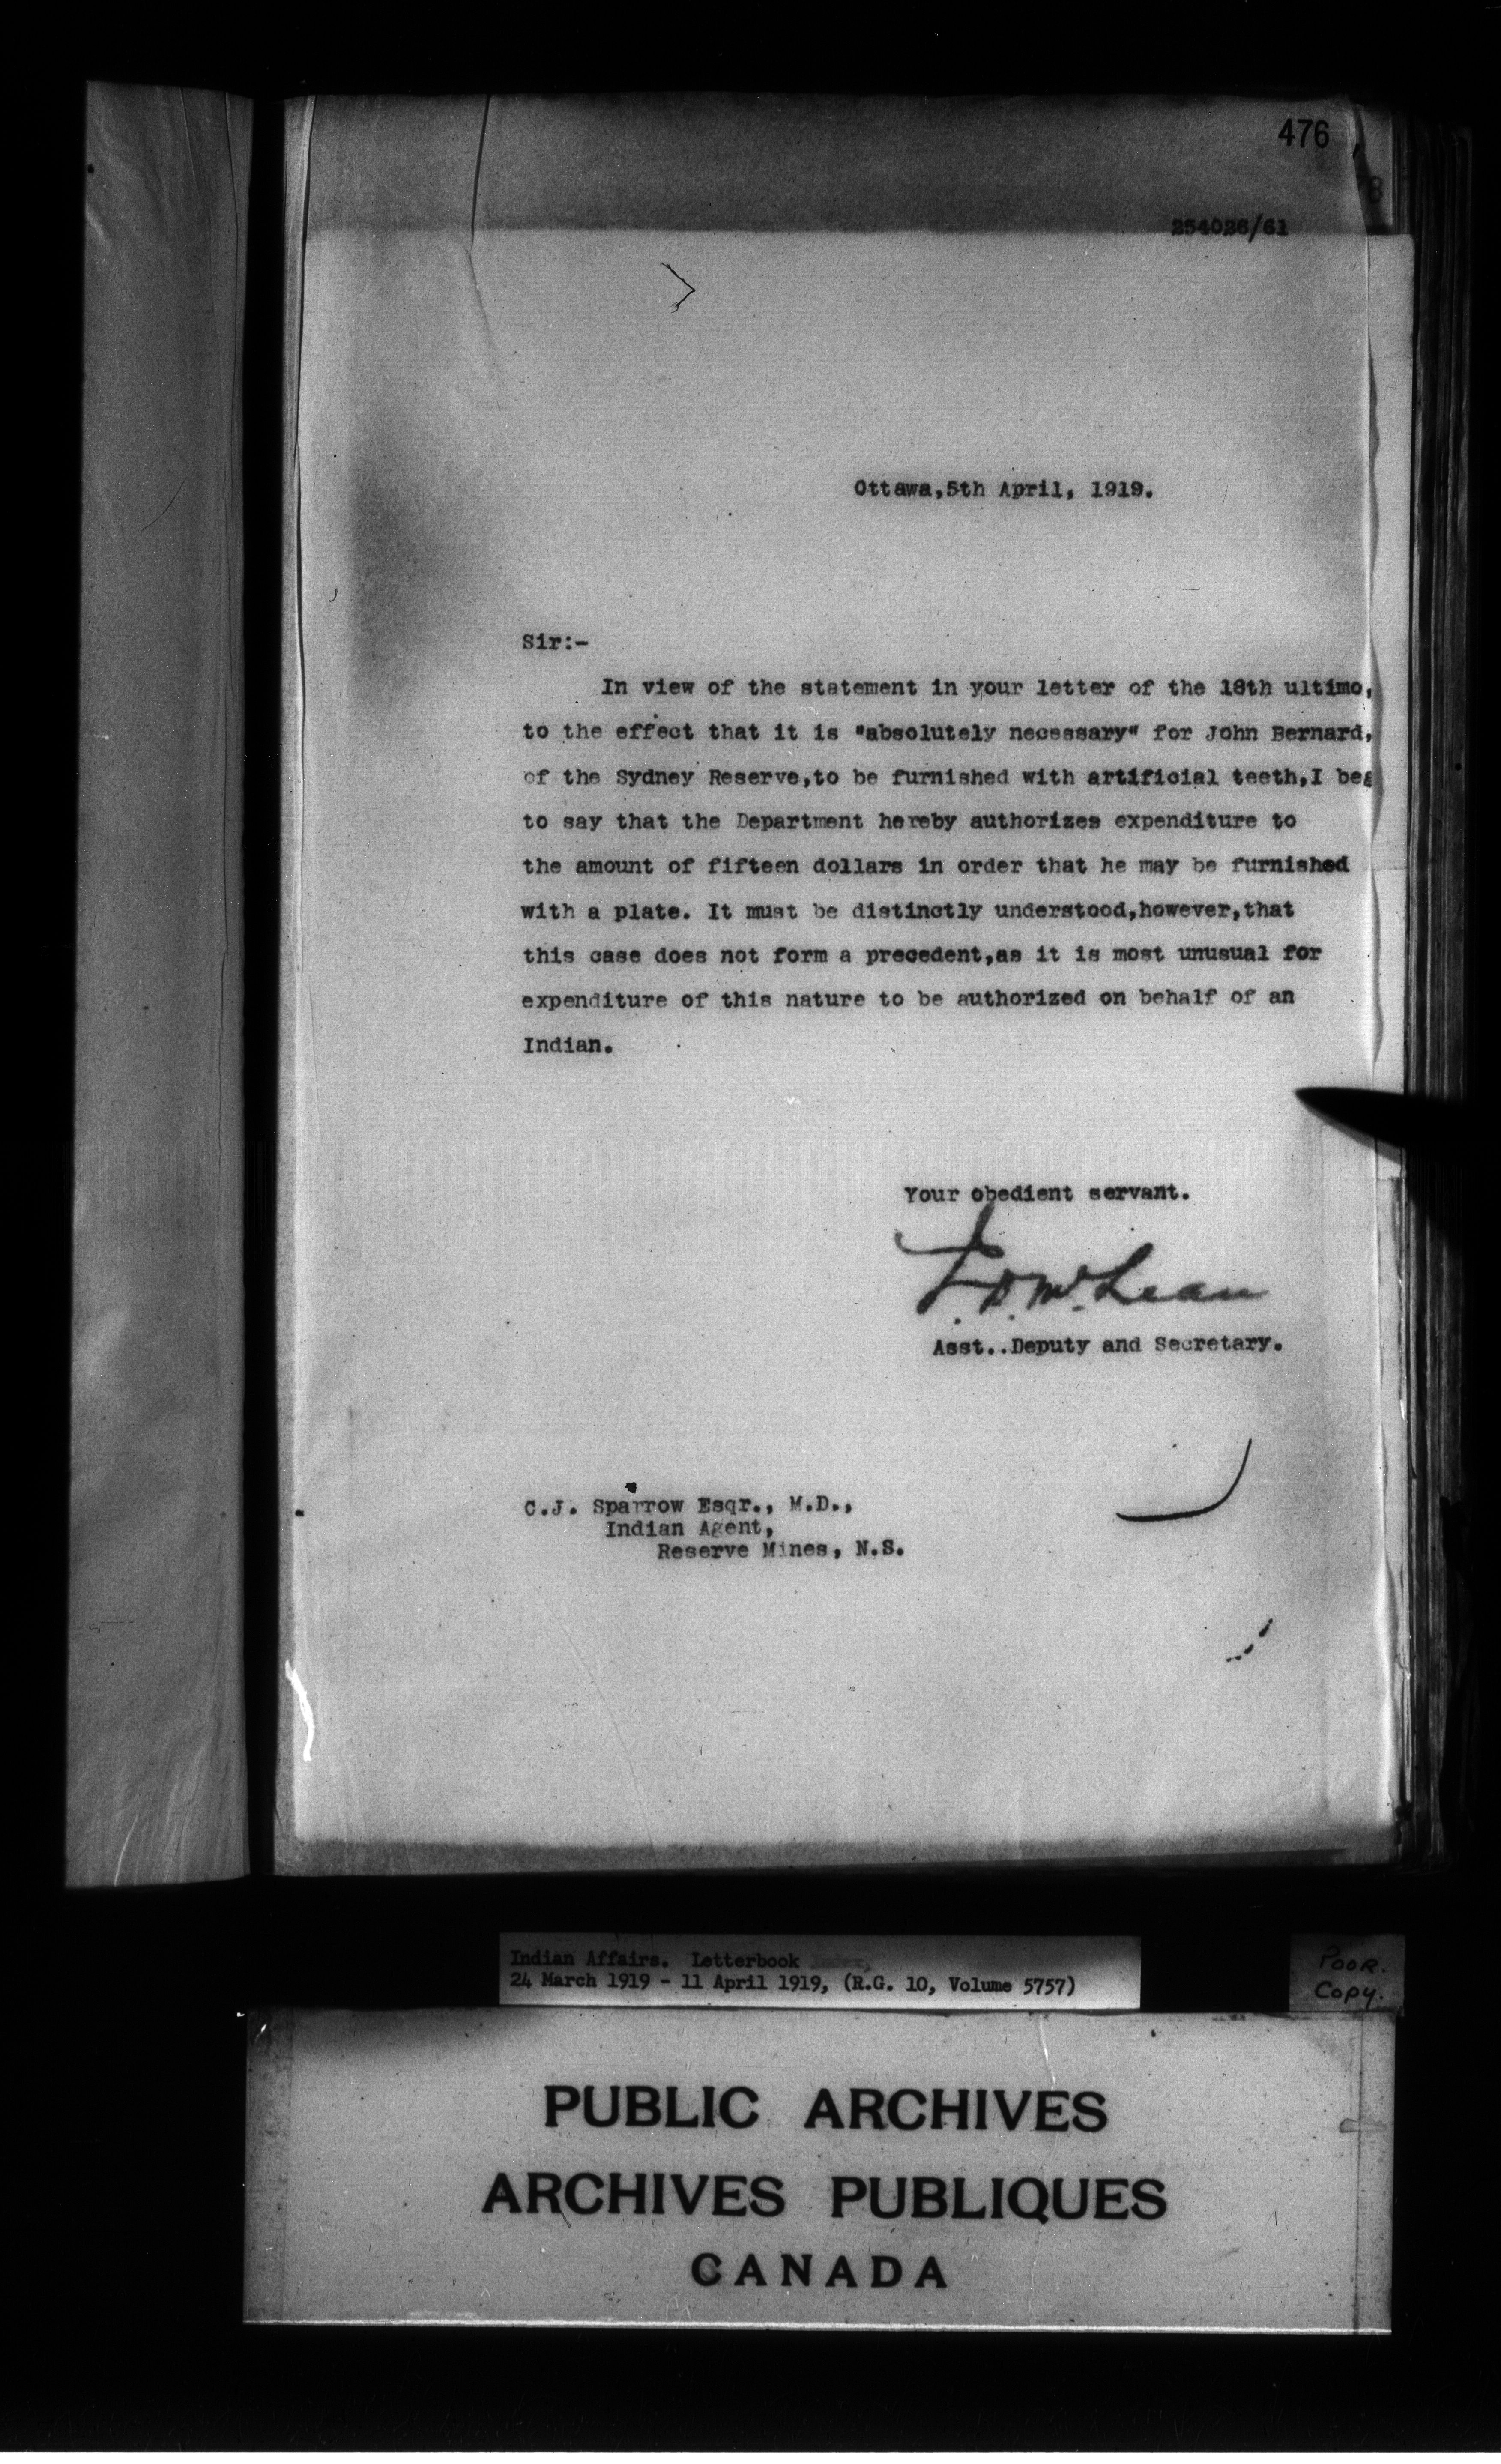 476
254026/61
Ottawa,5th April, 1919.
Sir:-
In view of the statement in your letter of the 18th ultimo,
to the effect that it is "absolutely necessary" for John Bernard,
of the Sydney Reserve,to be furnished with artificial teeth,I beg
to say that the Department hereby authorizes expenditure to
the amount of fifteen dollars in order that he may be furnished
with a plate. It must be distinctly understood,however,that
this case does not form a precedent,as it is most unusual for
expenditure of this nature to be authorized on behalf of an
Indian.
Your obedient servant.
J.D. McLean
Asst..Deputy and Secretary.
C.J. Sparrow Esqr., M.D.,
Indian Agent,
Reserve Mines, N.S.
Indian Affairs. Letterbook
24 March 1919 - 11 April 1919, (R.G. 10, Volume 5757)
POOR.
Copy.
PUBLIC ARCHIVES
ARCHIVES PUBLIQUES
CANADA